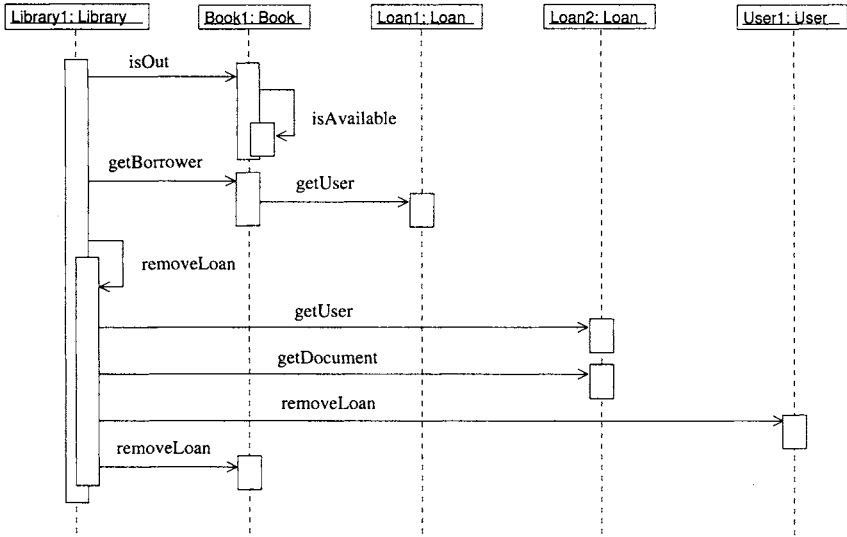 Library1: Library
Book1: Book
Loan1: Loan
Loan2: Loan
User1: User
isOut
isAvailable
getBorrower
getUser
removeLoan
getUser
getDocument
removeLoan
removeLoan